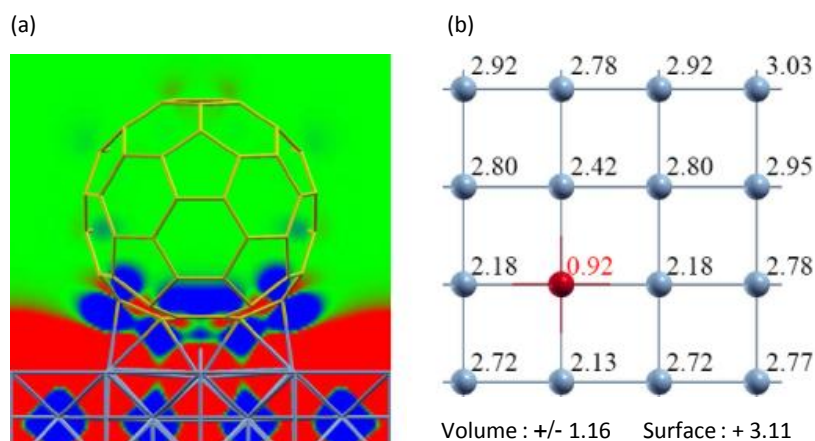 (a) (b)
2.92 2.78 2.92 3.03
2.80 2.42 2.80 2.95
2.18 0.92 2.18 2.78
2.72 2.13 2.72 2.77
Volume : +/- 1.16 Surface : + 3.11